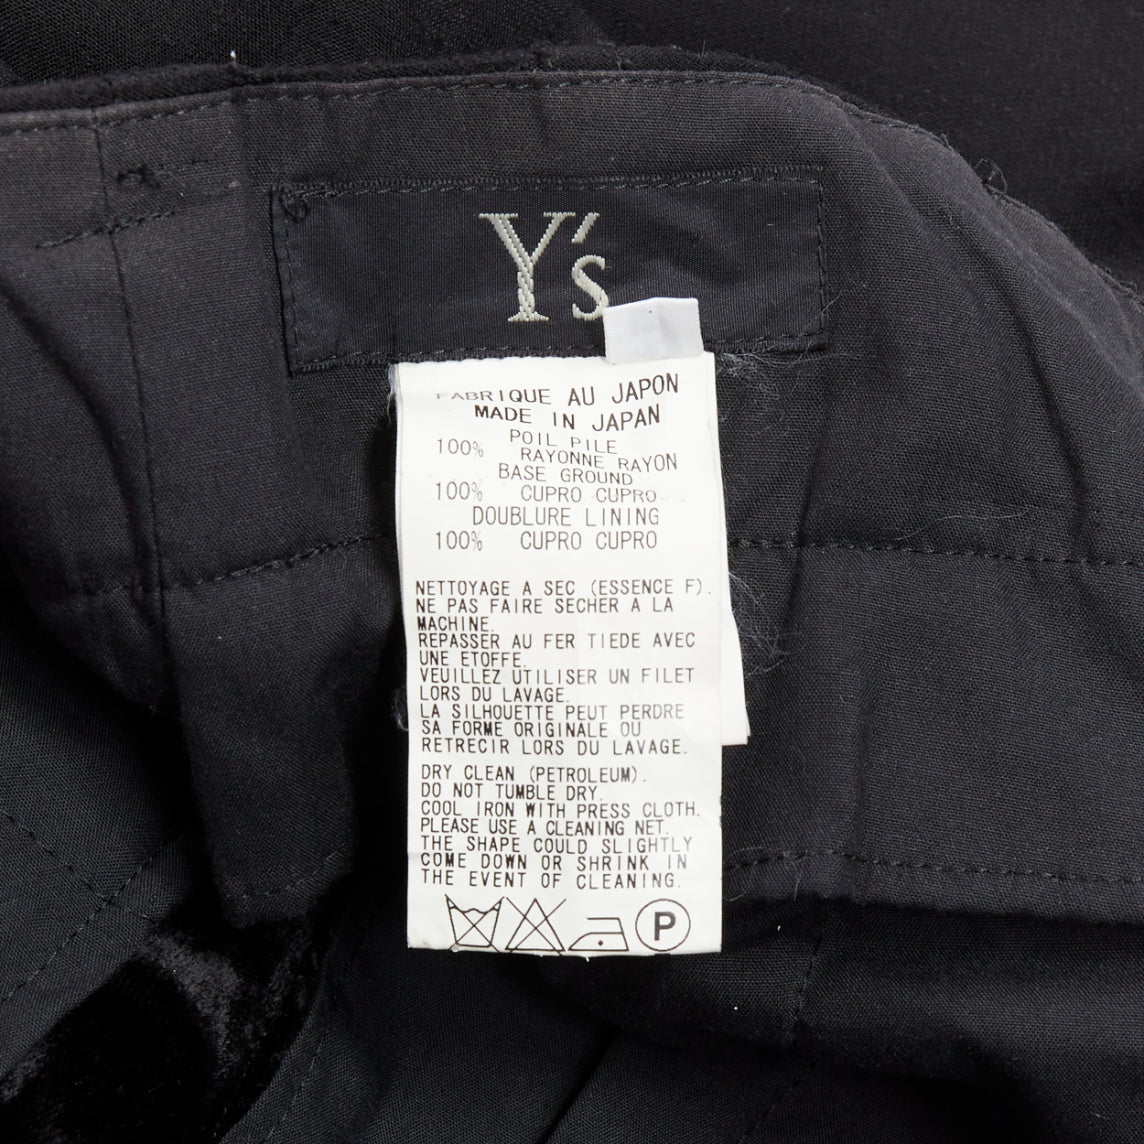 Y's
FABRIQUE AU JAPON
MADE IN JAPAN
POIL PILE
100% RAYONNE RAYON
BASE GROUND
100% CUPRO CUPRO
DOUBLURE LINING
100% CUPRO CUPRO
NETTOYAGE A SEC (ESSENCE F).
NE PAS FAIRE SECHER A LA
MACHINE.
REPASSER AU FER TIEDE AVEC
UNE ETOFFE.
VEUILLEZ UTILISER UN FILET
LORS DU LAVAGE.
LA SILHOUETTE PEUT PERDRE
SA FORME ORIGINALE OU
RETRECIR LORS DU LAVAGE.
DRY CLEAN (PETROLEUM).
DO NOT TUMBLE DRY.
COOL IRON WITH PRESS CLOTH.
PLEASE USE A CLEANING NET.
THE SHAPE COULD SLIGHTLY
COME DOWN OR SHRINK IN
THE EVENT OF CLEANING.
P